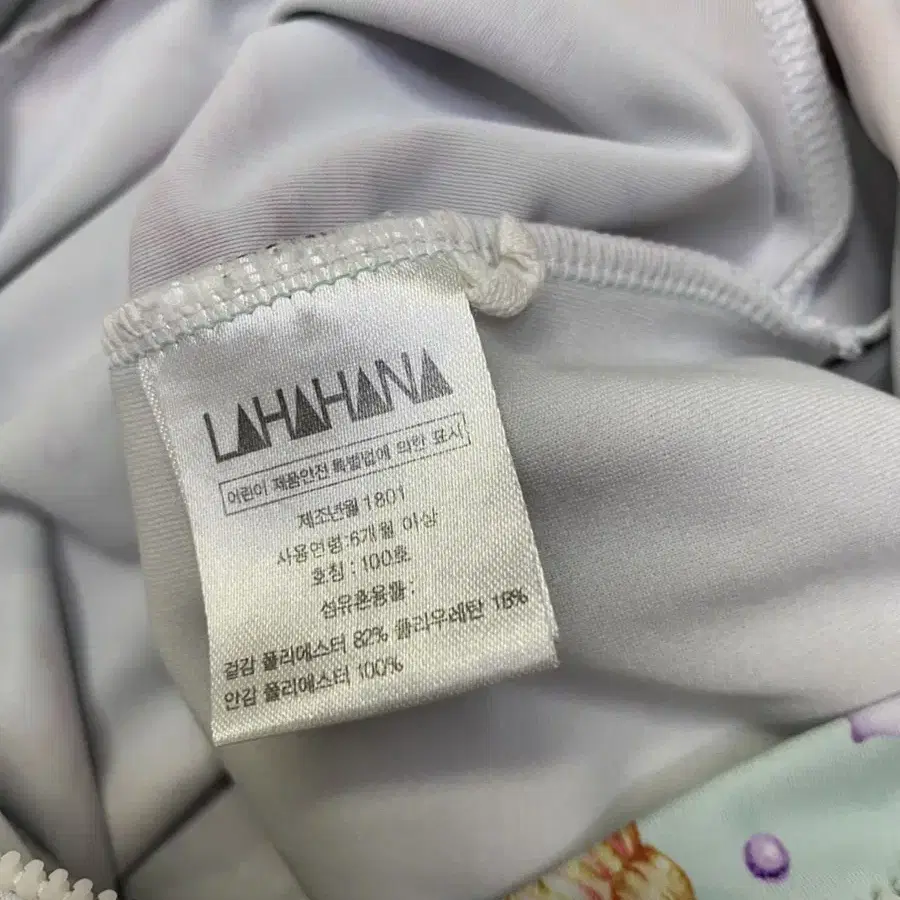 LAHAHANA
어린이 제품안전 특별법에 의한 표시
제조년월 1801
사용연령:6개월 이상
호칭 : 100호
섬유혼용률 :
겉감 폴리에스터 82% 폴리우레탄 18%
안감 폴리에스터 100%